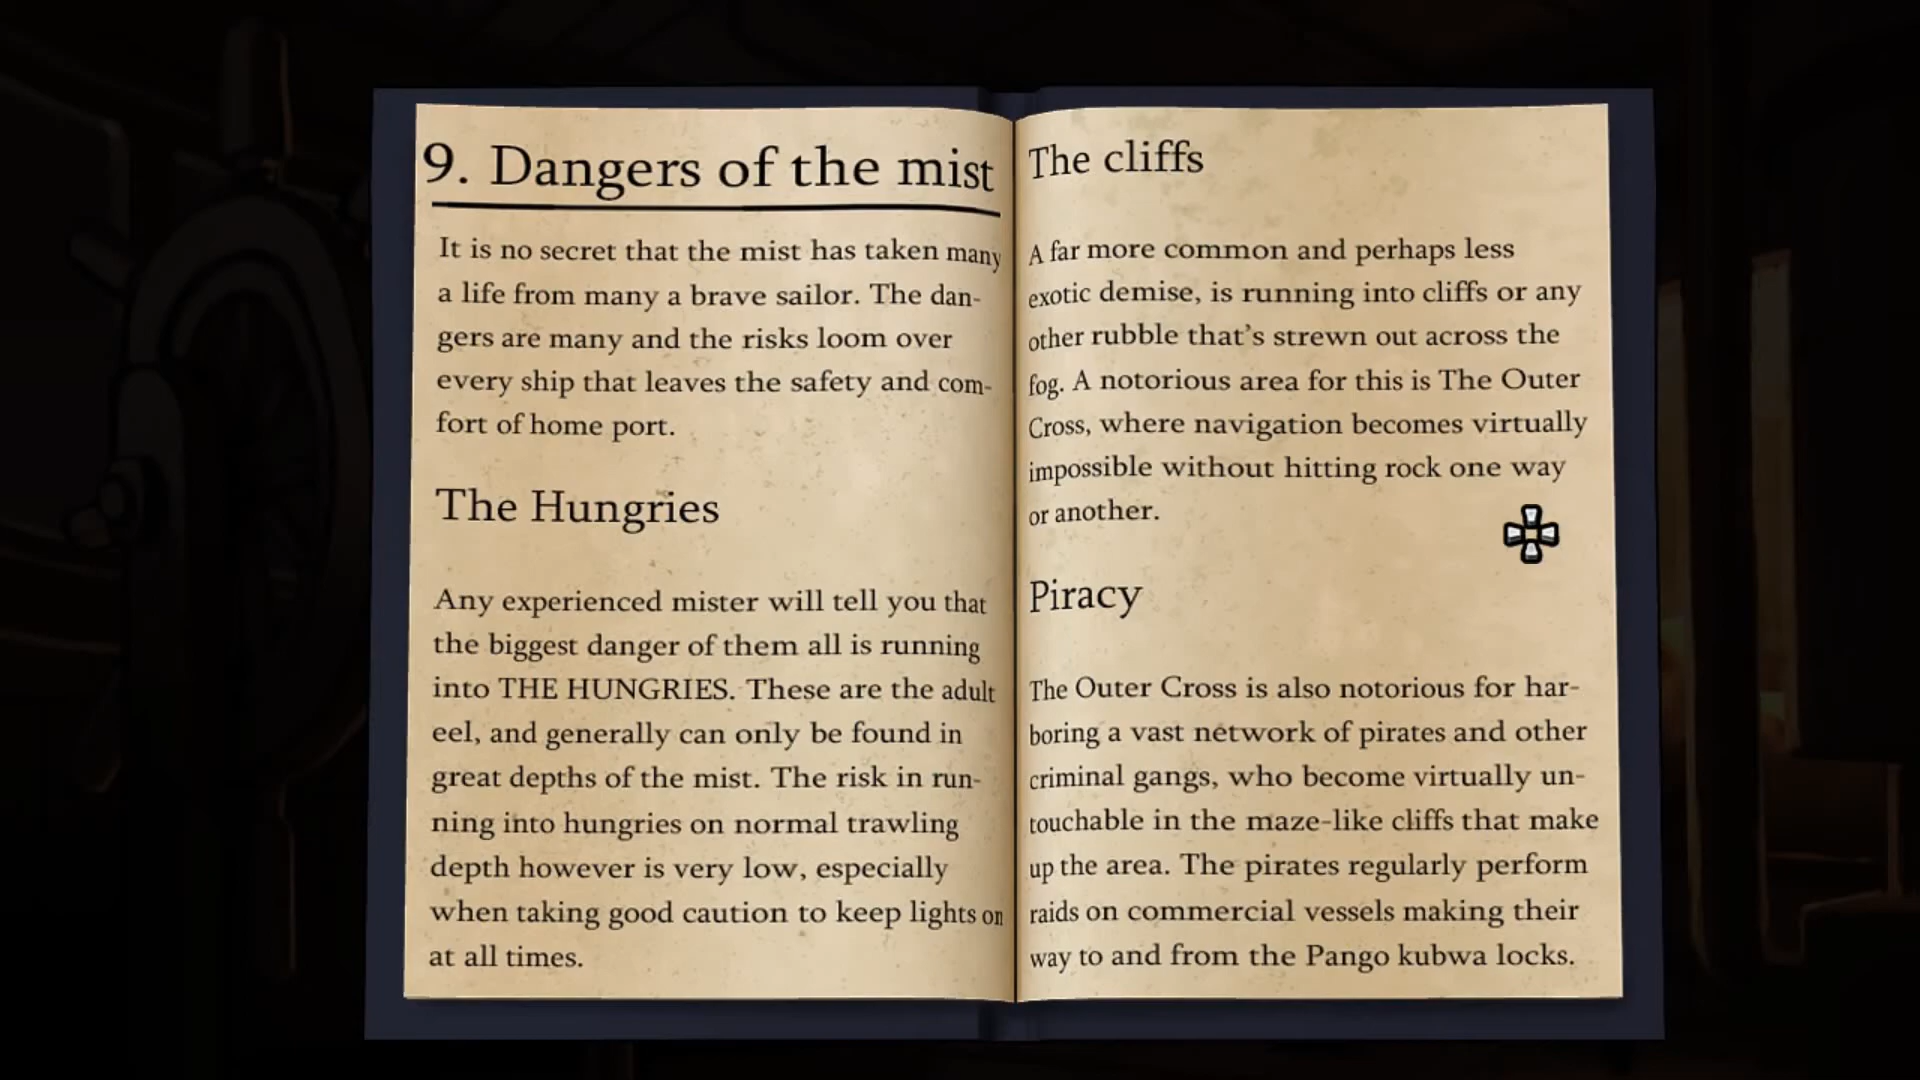 9. Dangers of the mist
It is no secret that the mist has taken many
a life from many a brave sailor. The dan-
gers are many and the risks loom over
every ship that leaves the safety and com-
fort of home port.
The Hungries
Any experienced mister will tell you that
the biggest danger of them all is running
into THE HUNGRIES. These are the adult
eel, and generally can only be found in
great depths of the mist. The risk in run-
ning into hungries on normal trawling
depth however is very low, especially
when taking good caution to keep lights on
at all times.
The cliffs
A far more common and perhaps less
exotic demise, is running into cliffs or any
other rubble that's strewn out across the
fog. A notorious area for this is The Outer
Cross, where navigation becomes virtually
impossible without hitting rock one way
or another.
Piracy
The Outer Cross is also notorious for har-
boring a vast network of pirates and other
criminal gangs, who become virtually un-
touchable in the maze-like cliffs that make
up the area. The pirates regularly perform
raids on commercial vessels making their
way to and from the Pango kubwa locks.